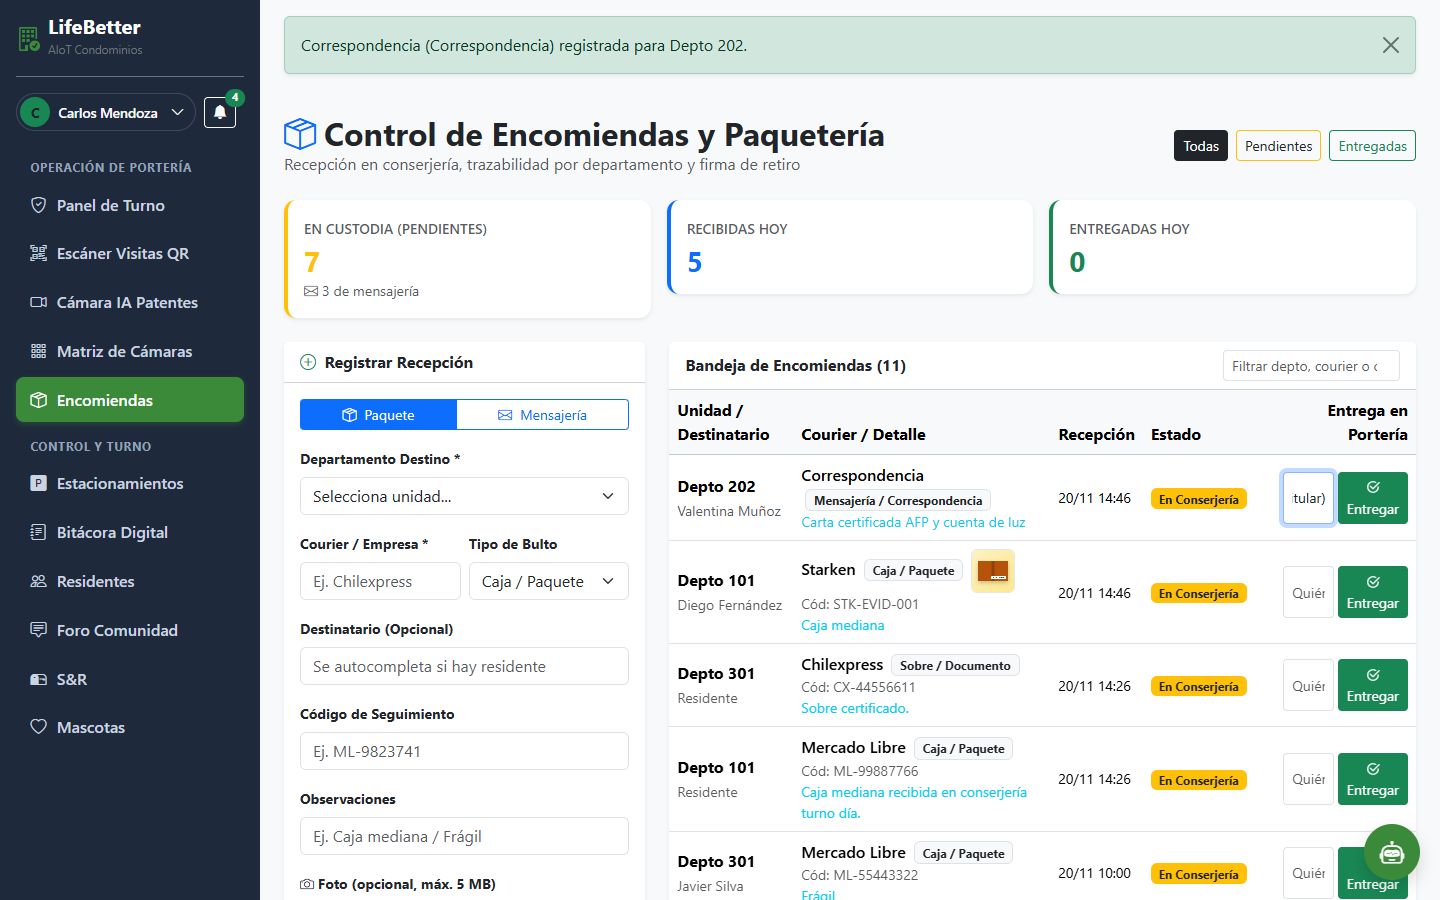 LifeBetter
AIoT Condominios
C
Carlos Mendoza
4
OPERACIÓN DE PORTERÍA
Panel de Turno
Escáner Visitas QR
Cámara IA Patentes
Matriz de Cámaras
Encomiendas
CONTROL Y TURNO
P
Estacionamientos
Bitácora Digital
Residentes
Foro Comunidad
S&R
Mascotas
Correspondencia (Correspondencia) registrada para Depto 202.
Control de Encomiendas y Paquetería
Recepción en conserjería, trazabilidad por departamento y firma de retiro
Todas
Pendientes
Entregadas
EN CUSTODIA (PENDIENTES)
7
3 de mensajería
RECIBIDAS HOY
5
ENTREGADAS HOY
0
Registrar Recepción
Paquete
Mensajería
Departamento Destino *
Selecciona unidad...
Courier / Empresa *
Tipo de Bulto
Ej. Chilexpress
Caja / Paquete
Destinatario (Opcional)
Se autocompleta si hay residente
Código de Seguimiento
Ej. ML-9823741
Observaciones
Ej. Caja mediana / Frágil
Foto (opcional, máx. 5 MB)
Bandeja de Encomiendas (11)
Filtrar depto, courier o c
Unidad /
Destinatario
Courier / Detalle
Recepción
Estado
Entrega en
Portería
Depto 202
Valentina Muñoz
Correspondencia
Mensajería / Correspondencia
Carta certificada AFP y cuenta de luz
20/11 14:46
En Conserjería
tular)
Entregar
Depto 101
Diego Fernández
Starken
Caja / Paquete
Cód: STK-EVID-001
Caja mediana
20/11 14:46
En Conserjería
Quiér
Entregar
Depto 301
Residente
Chilexpress
Sobre / Documento
Cód: CX-44556611
Sobre certificado.
20/11 14:26
En Conserjería
Quiér
Entregar
Depto 101
Residente
Mercado Libre
Caja / Paquete
Cód: ML-99887766
Caja mediana recibida en conserjería
turno día.
20/11 14:26
En Conserjería
Quiér
Entregar
Depto 301
Javier Silva
Mercado Libre
Caja / Paquete
Cód: ML-55443322
Frágil
20/11 10:00
En Conserjería
Quiér
Entregar